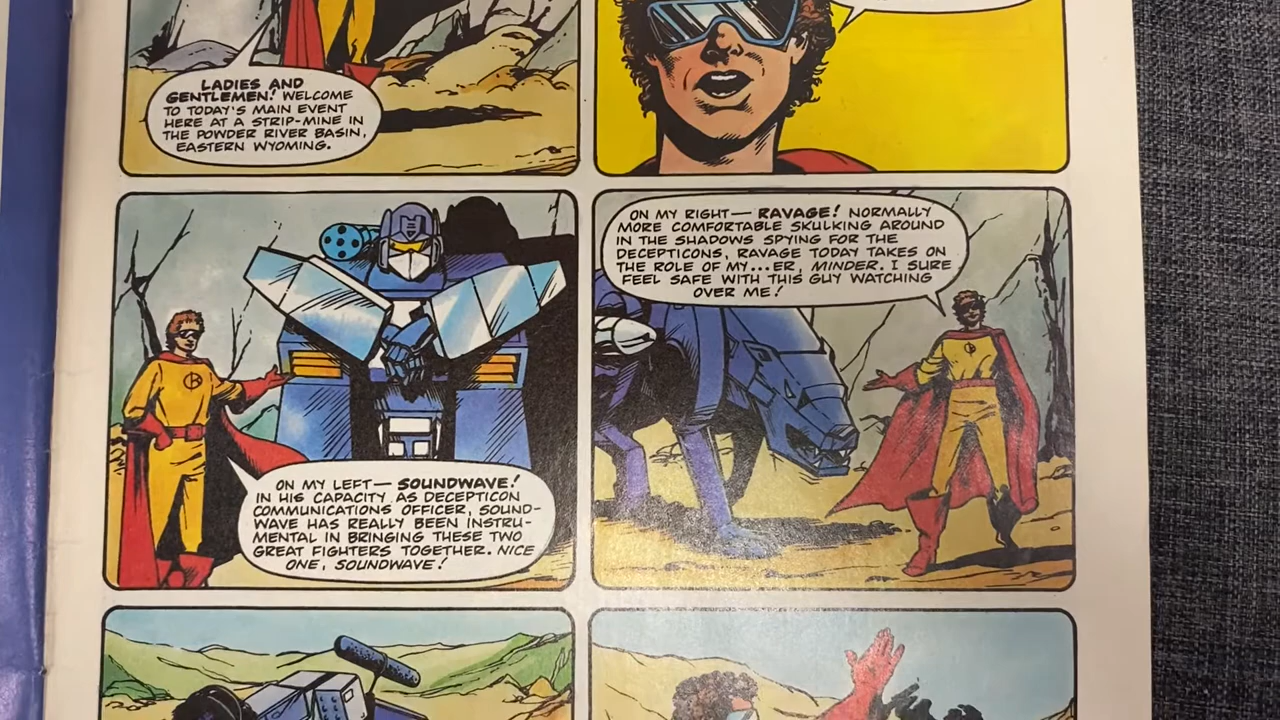 LADIES AND
GENTLEMEN! WELCOME
TO TODAY'S MAIN EVENT
HERE AT A STRIP-MINE IN
THE POWDER RIVER BASIN,
EASTERN WYOMING.
ON MY LEFT— SOUNDWAVE!
IN HIS CAPACITY AS DECEPTICON
COMMUNICATIONS OFFICER, SOUND-
WAVE HAS REALLY BEEN INSTRU-
MENTAL IN BRINGING THESE TWO
GREAT FIGHTERS TOGETHER. NICE
ONE, SOUNDWAVE!
ON MY RIGHT— RAVAGE! NORMALLY
MORE COMFORTABLE SKULKING AROUND
IN THE SHADOWS SPYING FOR THE
DECEPTICONS, RAVAGE TODAY TAKES ON
THE ROLE OF MY...ER, MINDER. I SURE
FEEL SAFE WITH THIS GUY WATCHING
OVER ME!